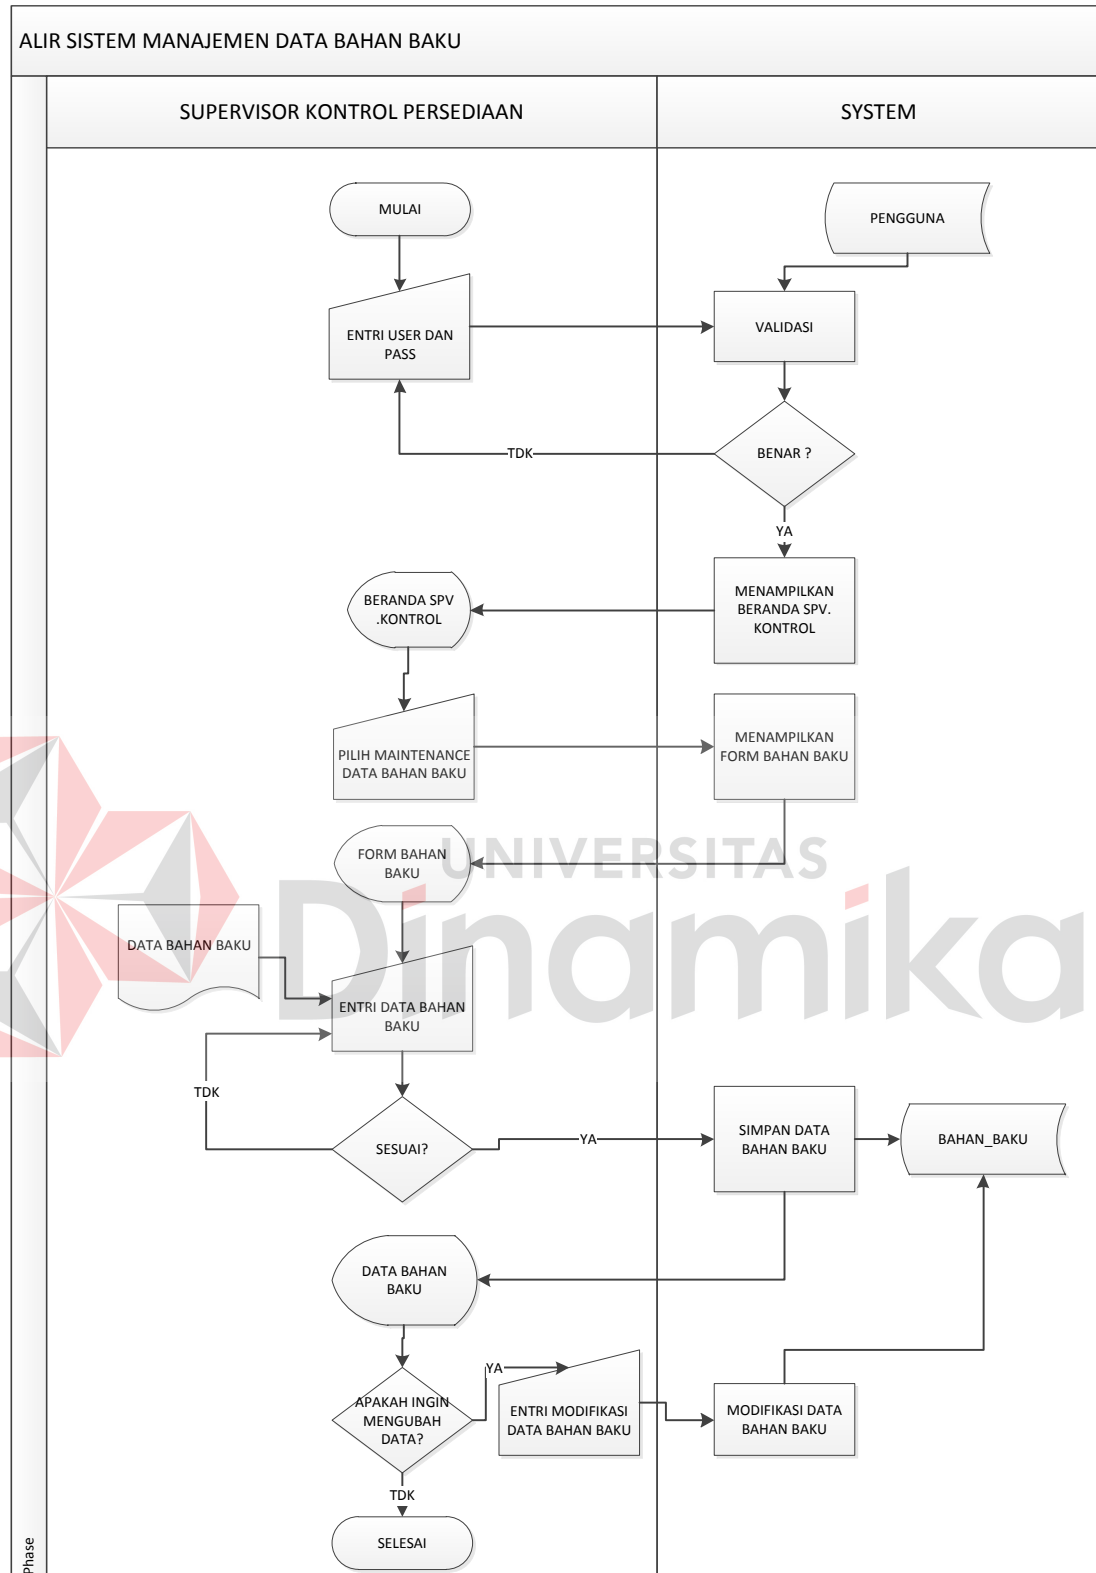 ALIR SISTEM MANAJEMEN DATA BAHAN BAKU
SUPERVISOR KONTROL PERSEDIAAN
SYSTEM
MULAI
PENGGUNA
ENTRI USER DAN
PASS
VALIDASI
TDK
BENAR ?
YA
BERANDA SPV
.KONTROL
MENAMPILKAN
BERANDA SPV.
KONTROL
PILIH MAINTENANCE
DATA BAHAN BAKU
MENAMPILKAN
FORM BAHAN BAKU
FORM BAHAN
BAKU
UNIVERSITAS
Dinamika
DATA BAHAN BAKU
ENTRI DATA BAHAN
BAKU
TDK
SESUAI?
YA
SIMPAN DATA
BAHAN BAKU
BAHAN_BAKU
DATA BAHAN
BAKU
APAKAH INGIN
MENGUBAH
DATA?
YA
ENTRI MODIFIKASI
DATA BAHAN BAKU
MODIFIKASI DATA
BAHAN BAKU
TDK
SELESAI
Phase